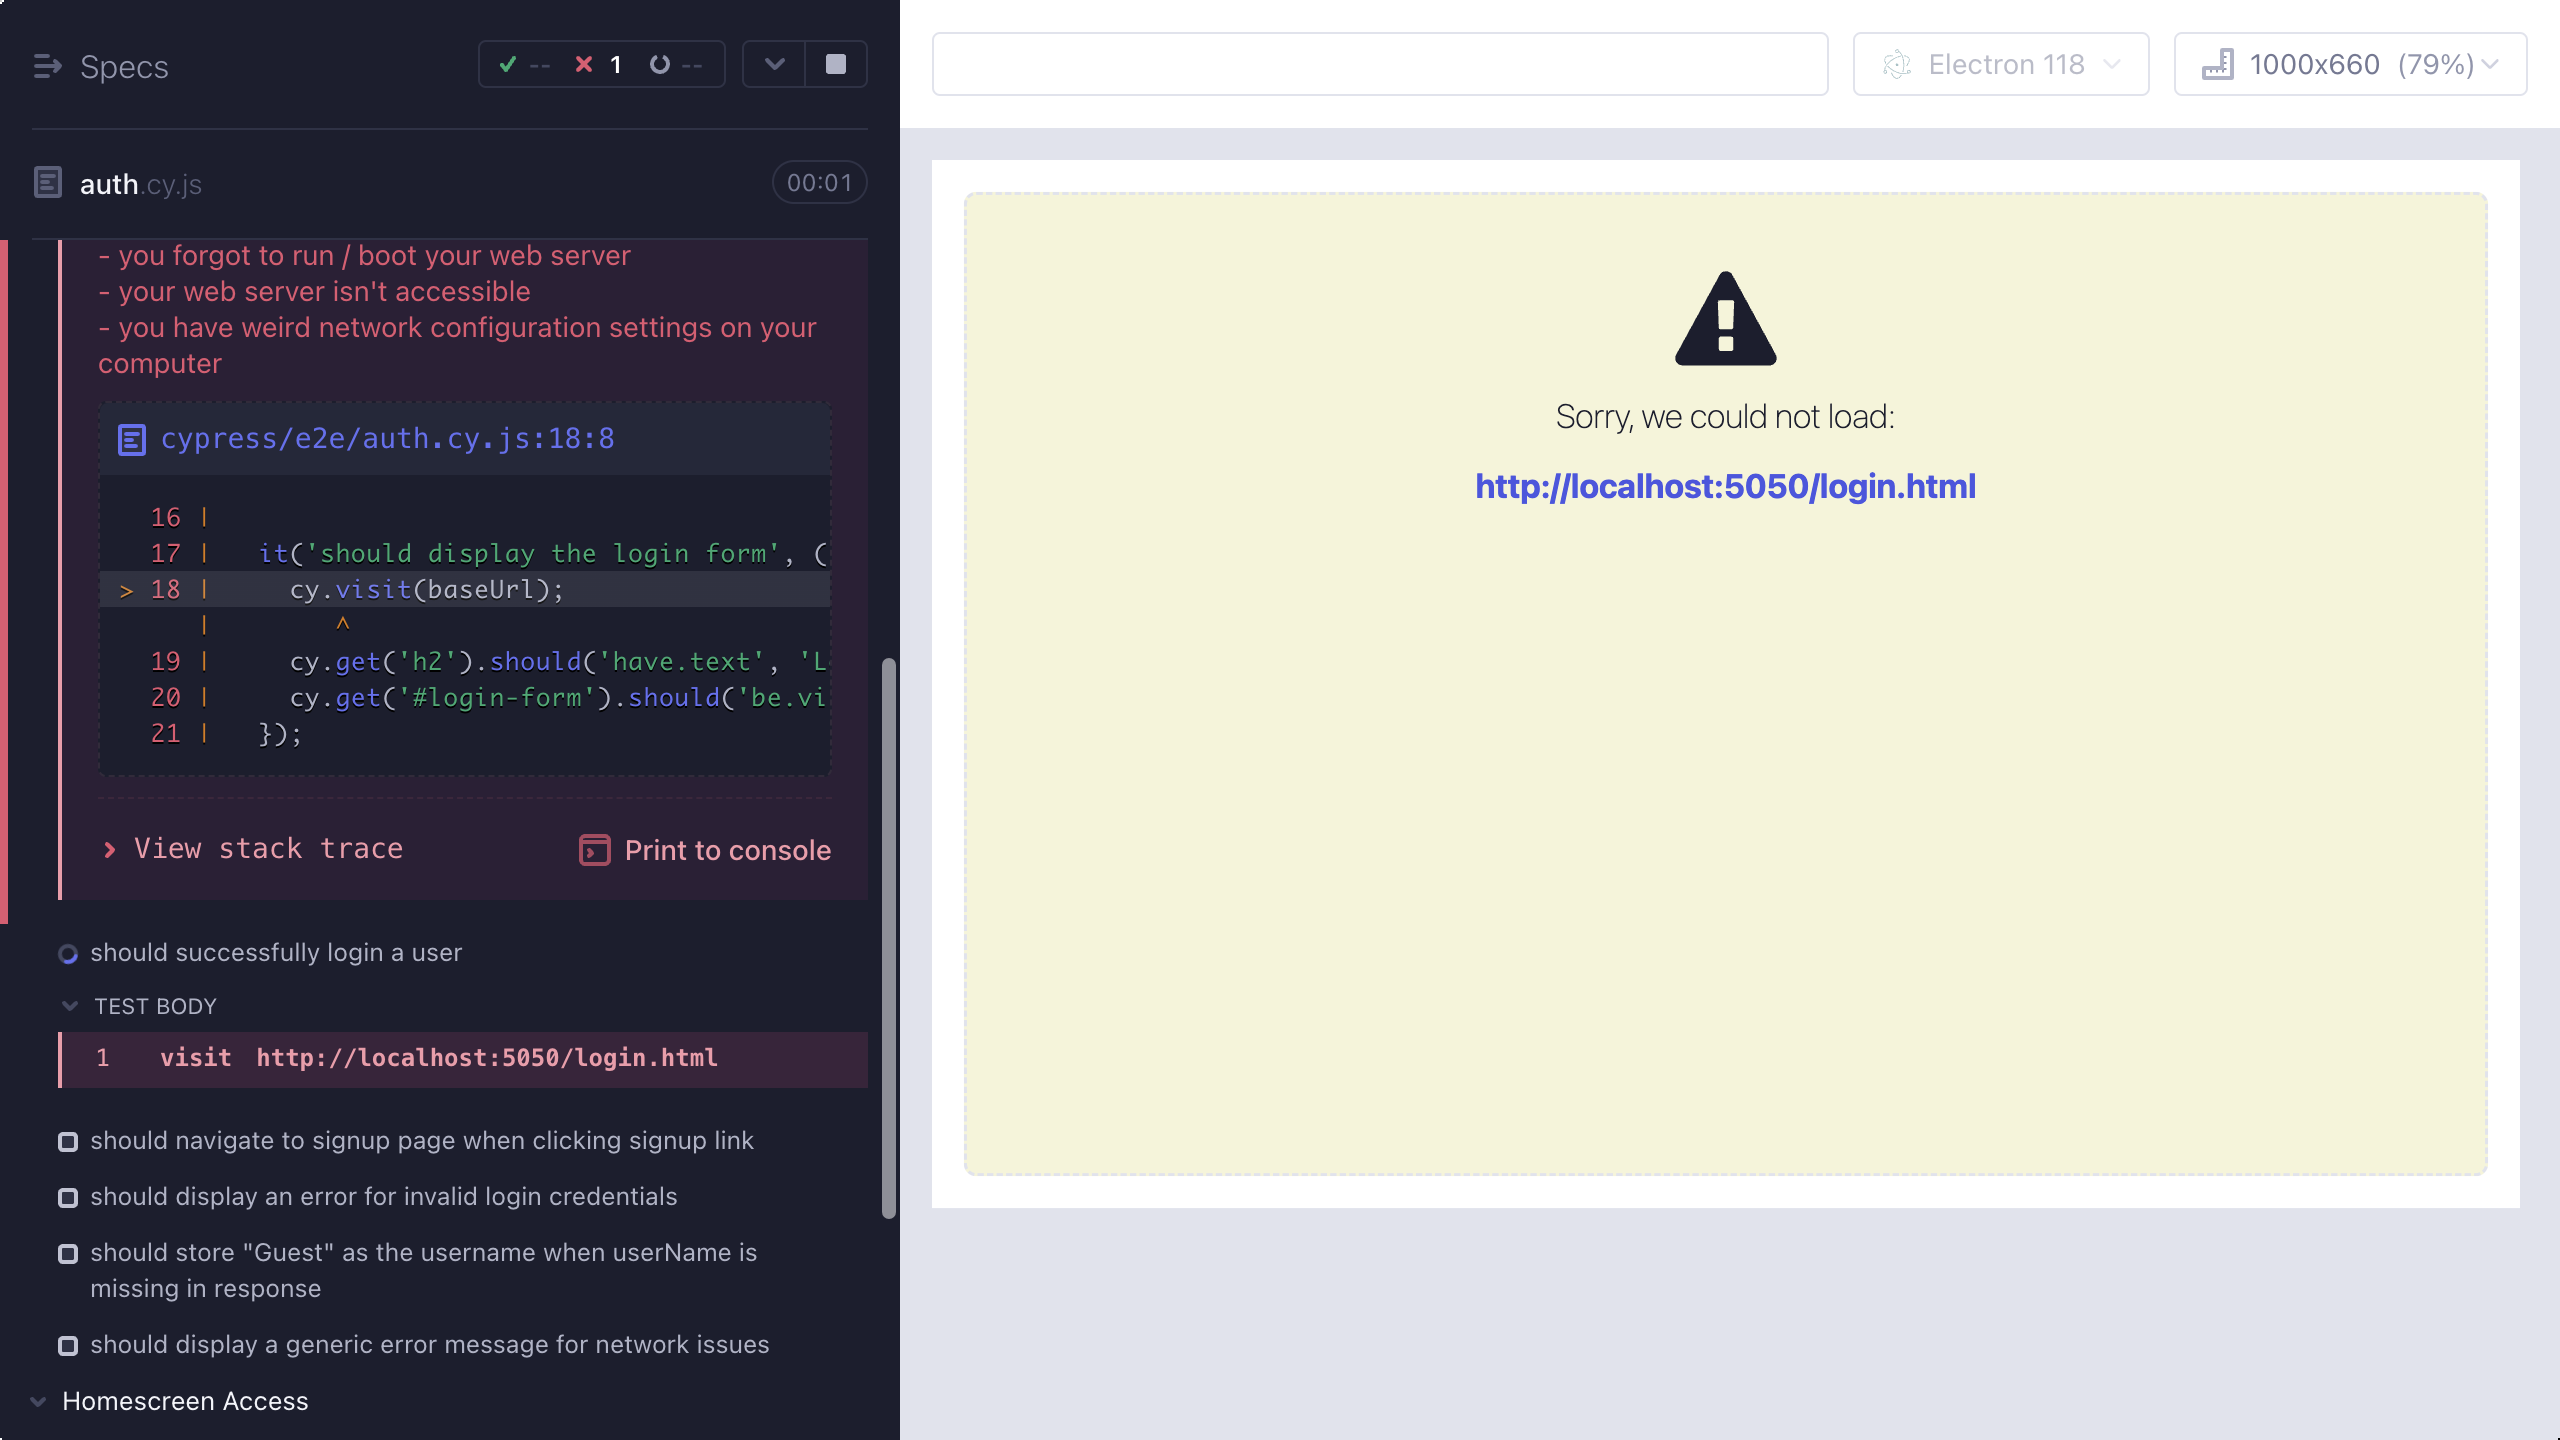 Specs
-- 1 --
auth.cy.js
00:01
- you forgot to run / boot your web server
- your web server isn't accessible
- you have weird network configuration settings on your
computer
cypress/e2e/auth.cy.js:18:8
16 |
17 |   it('should display the login form', (
> 18 |     cy.visit(baseUrl);
|        ^
19 |     cy.get('h2').should('have.text', 'L
20 |     cy.get('#login-form').should('be.vi
21 |   });
View stack trace
Print to console
should successfully login a user
TEST BODY
1 visit http://localhost:5050/login.html
should navigate to signup page when clicking signup link
should display an error for invalid login credentials
should store "Guest" as the username when userName is
missing in response
should display a generic error message for network issues
Homescreen Access
Electron 118
1000x660 (79%)
Sorry, we could not load:
http://localhost:5050/login.html